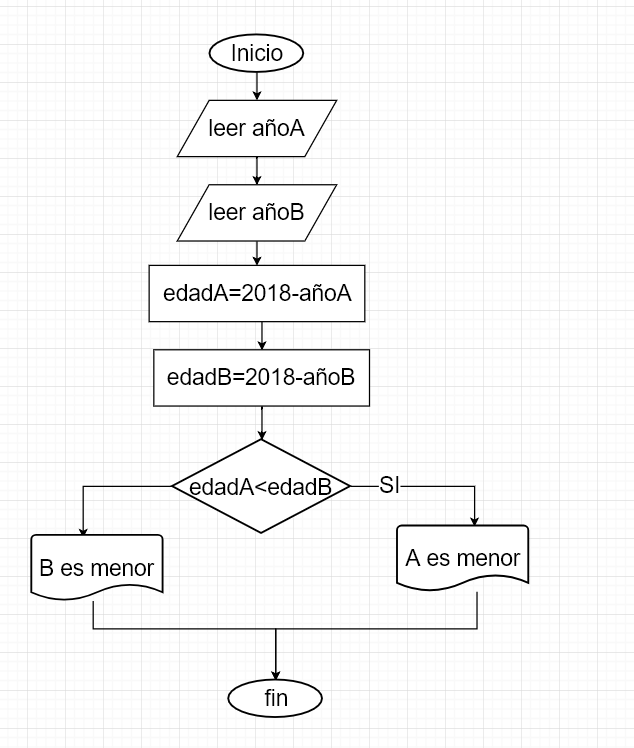 Inicio
leer añoA
leer añoB
edadA=2018-añoA
edadB=2018-añoB
edadA<edadB
SI
B es menor
A es menor
fin